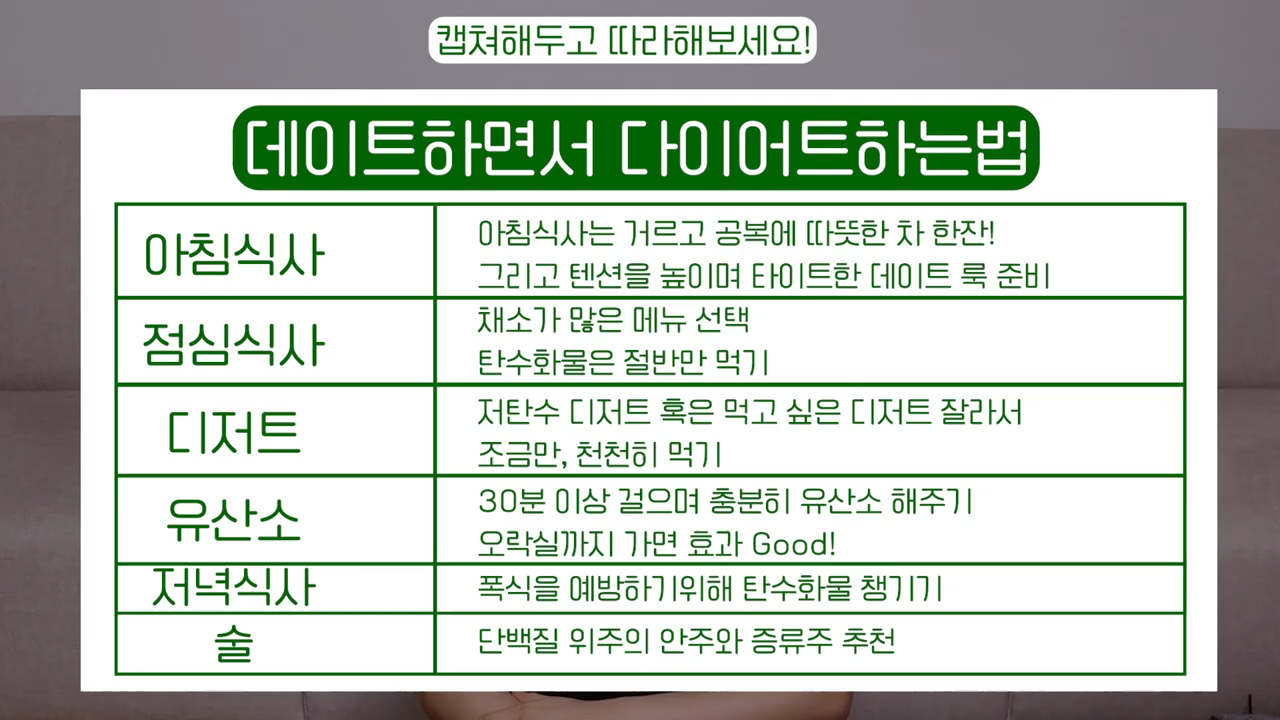 캡쳐해두고 따라해보세요!
데이트하면서 다이어트하는법
아침식사
아침식사는 거르고 공복에 따뜻한 차 한잔!
그리고 텐션을 높이며 타이트한 데이트 룩 준비
점심식사
채소가 많은 메뉴 선택
탄수화물은 절반만 먹기
디저트
저탄수 디저트 혹은 먹고 싶은 디저트 잘라서
조금만, 천천히 먹기
유산소
30분 이상 걸으며 충분히 유산소 해주기
오락실까지 가면 효과 Good!
저녁식사
폭식을 예방하기위해 탄수화물 챙기기
술
단백질 위주의 안주와 증류주 추천